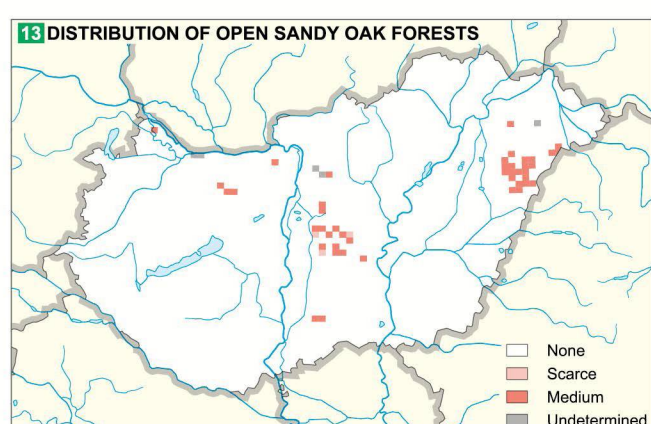 13 DISTRIBUTION OF OPEN SANDY OAK FORESTS
None
Scarce
Medium
Undetermined